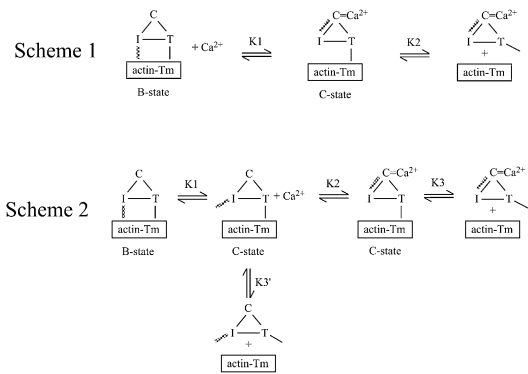 Scheme 1
C C=Ca2+ C=Ca2+
I T + Ca2+ K1 I T K2 I T
+
actin-Tm actin-Tm actin-Tm
B-state C-state
Scheme 2
C C C=Ca2+ C=Ca2+
K1 K2 K3
I T I T + Ca2+ I T I T
+
actin-Tm actin-Tm actin-Tm actin-Tm
B-state C-state C-state
K3'
C
I T
+
actin-Tm